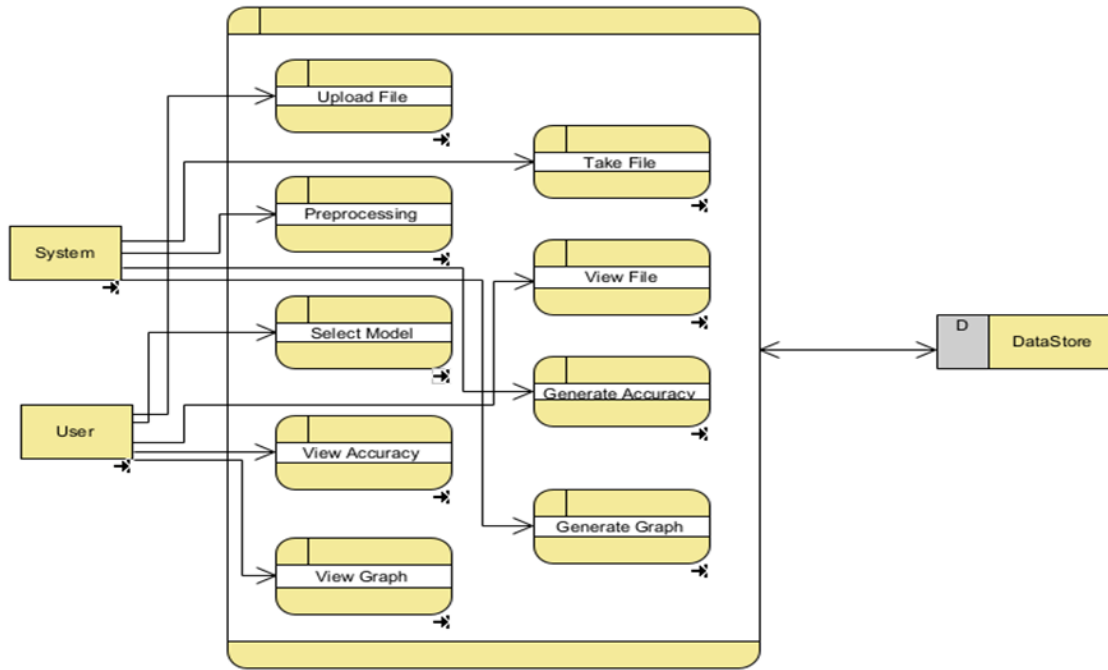 Upload File
Take File
Preprocessing
System
View File
Select Model
D
DataStore
Generate Accuracy
User
View Accuracy
Generate Graph
View Graph